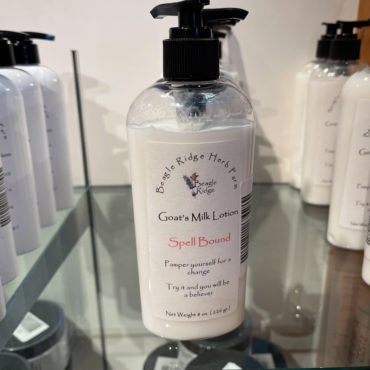 Beagle Ridge Herb Farm
Beagle
Ridge
Goat's Milk Lotion
Spell Bound
Pamper yourself for a
change
Try it and you will be
a believer
Net Weight 8 oz. (226 gr.)